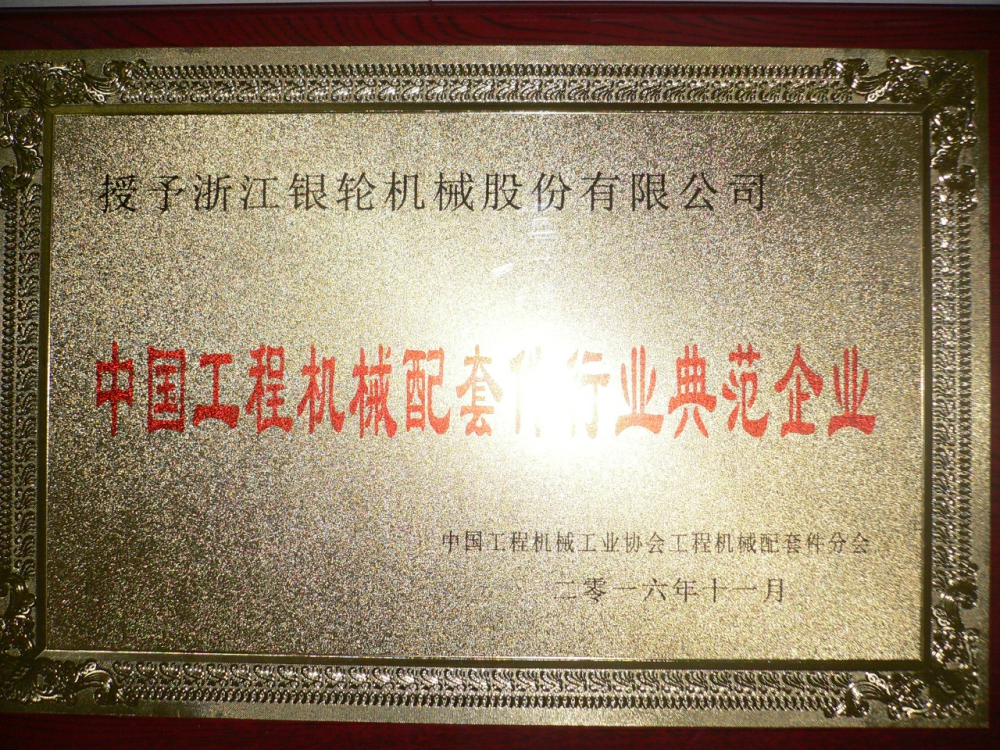 授予浙江银轮机械股份有限公司
中国工程机械配套件行业典范企业
中国工程机械工业协会工程机械配套件分会
二零一六年十一月